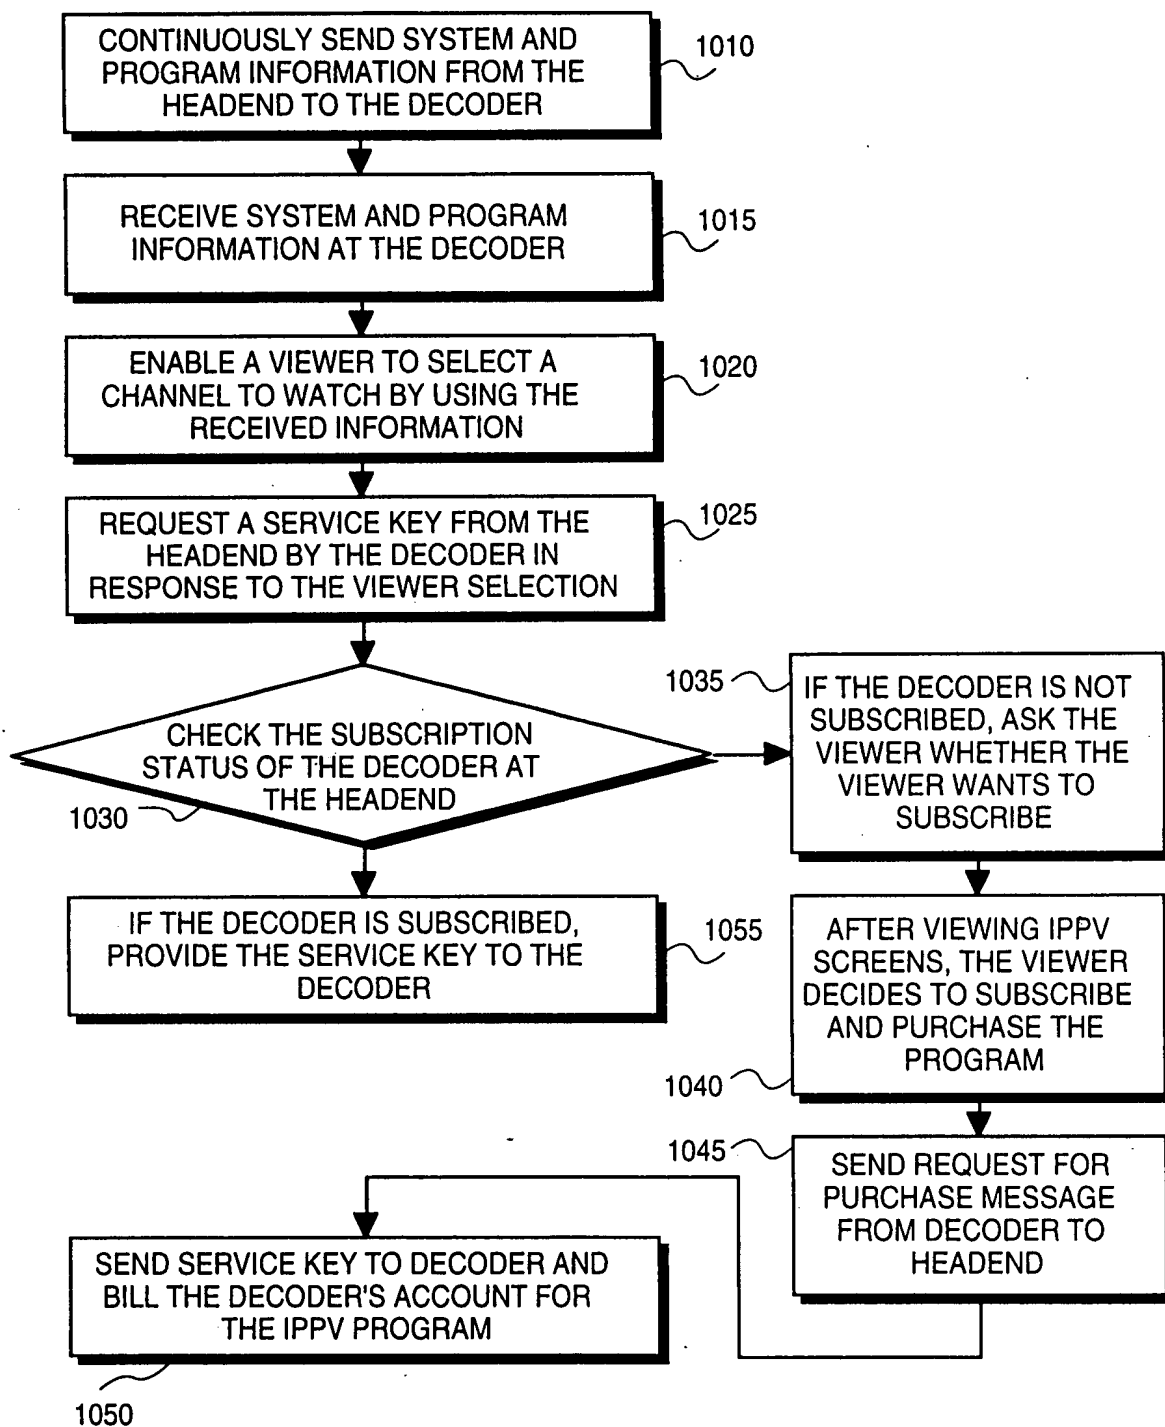 CONTINUOUSLY SEND SYSTEM AND
PROGRAM INFORMATION FROM THE
HEADEND TO THE DECODER
1010
RECEIVE SYSTEM AND PROGRAM
INFORMATION AT THE DECODER
1015
ENABLE A VIEWER TO SELECT A
CHANNEL TO WATCH BY USING THE
RECEIVED INFORMATION
1020
REQUEST A SERVICE KEY FROM THE
HEADEND BY THE DECODER IN
RESPONSE TO THE VIEWER SELECTION
1025
CHECK THE SUBSCRIPTION
STATUS OF THE DECODER AT
THE HEADEND
1030
1035
IF THE DECODER IS NOT
SUBSCRIBED, ASK THE
VIEWER WHETHER THE
VIEWER WANTS TO
SUBSCRIBE
IF THE DECODER IS SUBSCRIBED,
PROVIDE THE SERVICE KEY TO THE
DECODER
1055
AFTER VIEWING IPPV
SCREENS, THE VIEWER
DECIDES TO SUBSCRIBE
AND PURCHASE THE
PROGRAM
1040
1045
SEND REQUEST FOR
PURCHASE MESSAGE
FROM DECODER TO
HEADEND
SEND SERVICE KEY TO DECODER AND
BILL THE DECODER'S ACCOUNT FOR
THE IPPV PROGRAM
1050